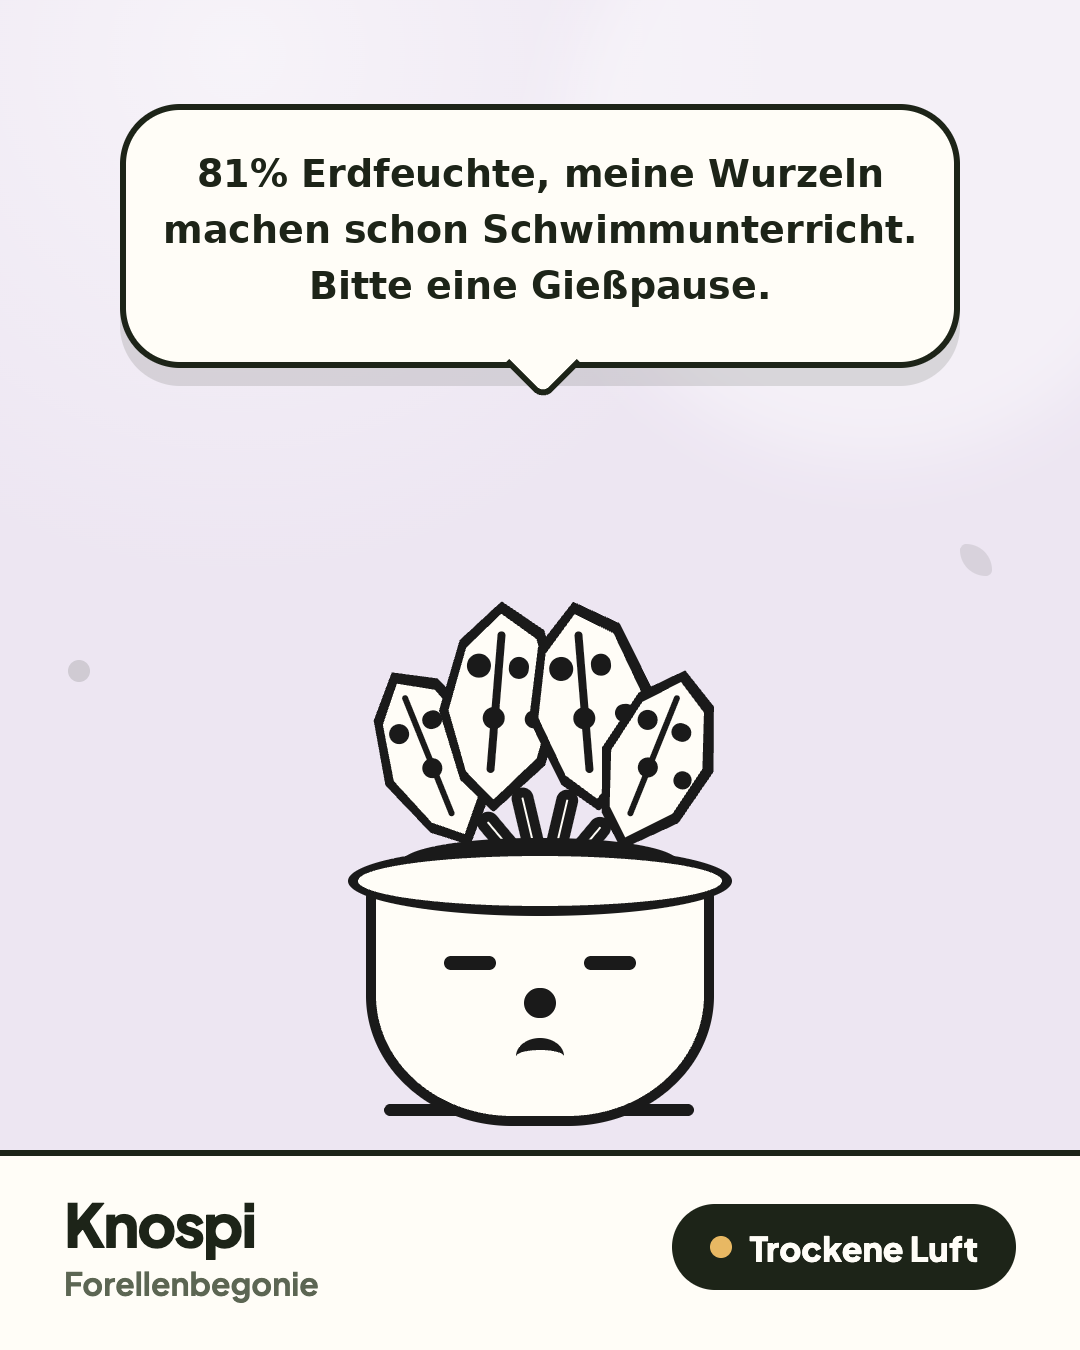 81% Erdfeuchte, meine Wurzeln
machen schon Schwimmunterricht.
Bitte eine Gießpause.
Knospi
Forellenbegonie
Trockene Luft